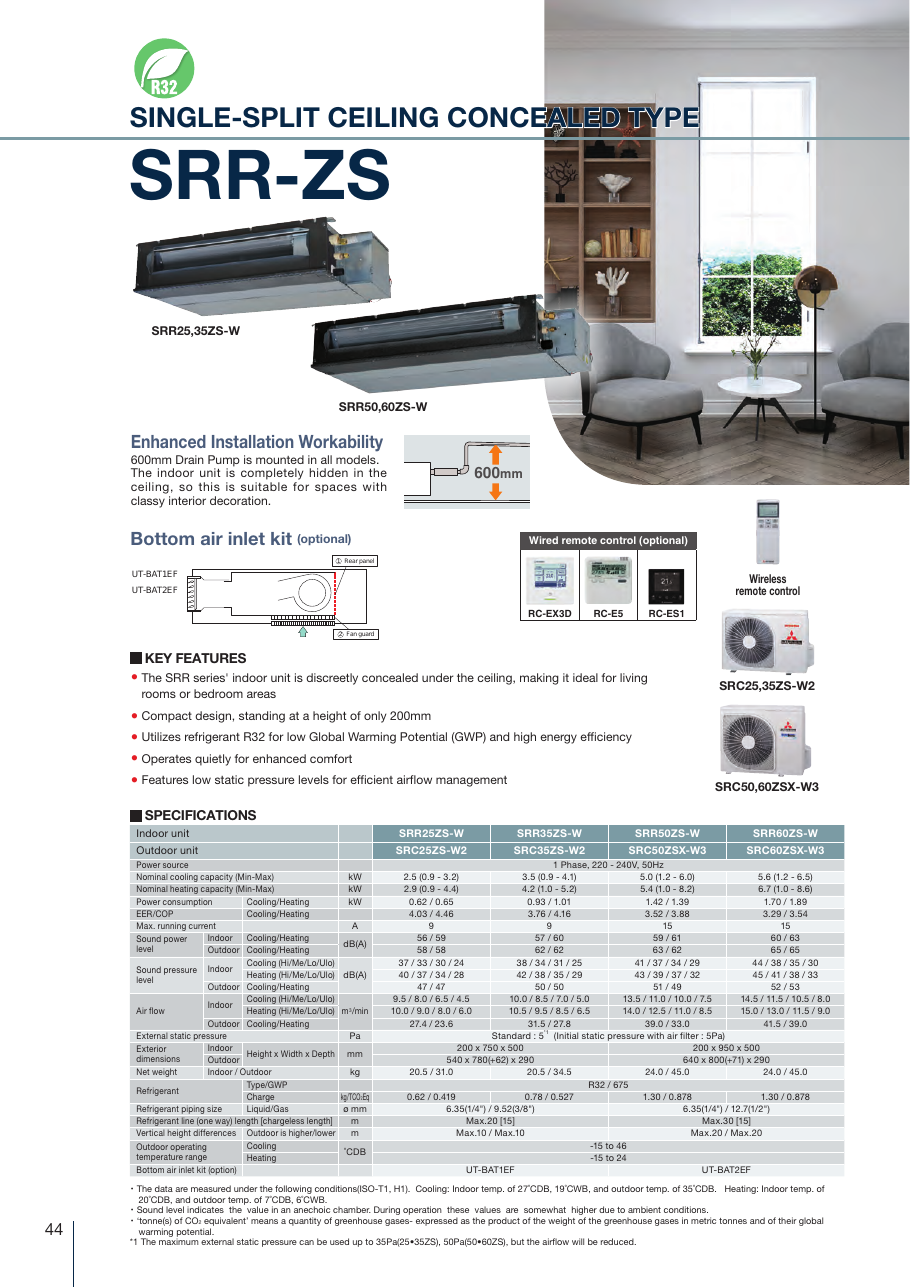 R32
SINGLE-SPLIT CEILING CONCEALED TYPE
SRR-ZS
SRR25,35ZS-W
SRR50,60ZS-W
Enhanced Installation Workability
600mm Drain Pump is mounted in all models.
The indoor unit is completely hidden in the
ceiling, so this is suitable for spaces with
classy interior decoration.
600mm
Bottom air inlet kit (optional)
UT-BAT1EF
UT-BAT2EF
① Rear panel
② Fan guard
Wired remote control (optional)
RC-EX3D RC-E5 RC-ES1
Wireless
remote control
SRC25,35ZS-W2
SRC50,60ZSX-W3
KEY FEATURES
• The SRR series' indoor unit is discreetly concealed under the ceiling, making it ideal for living
rooms or bedroom areas
• Compact design, standing at a height of only 200mm
• Utilizes refrigerant R32 for low Global Warming Potential (GWP) and high energy efficiency
• Operates quietly for enhanced comfort
• Features low static pressure levels for efficient airflow management
SPECIFICATIONS
Indoor unit SRR25ZS-W SRR35ZS-W SRR50ZS-W SRR60ZS-W
Outdoor unit SRC25ZS-W2 SRC35ZS-W2 SRC50ZSX-W3 SRC60ZSX-W3
Power source 1 Phase, 220 - 240V, 50Hz
Nominal cooling capacity (Min-Max) kW 2.5 (0.9 - 3.2) 3.5 (0.9 - 4.1) 5.0 (1.2 - 6.0) 5.6 (1.2 - 6.5)
Nominal heating capacity (Min-Max) kW 2.9 (0.9 - 4.4) 4.2 (1.0 - 5.2) 5.4 (1.0 - 8.2) 6.7 (1.0 - 8.6)
Power consumption Cooling/Heating kW 0.62 / 0.65 0.93 / 1.01 1.42 / 1.39 1.70 / 1.89
EER/COP Cooling/Heating 4.03 / 4.46 3.76 / 4.16 3.52 / 3.88 3.29 / 3.54
Max. running current A 9 9 15 15
Sound power level Indoor Cooling/Heating dB(A) 56 / 59 57 / 60 59 / 61 60 / 63
Outdoor Cooling/Heating 58 / 58 62 / 62 63 / 62 65 / 65
Sound pressure level Indoor Cooling (Hi/Me/Lo/Ulo) dB(A) 37 / 33 / 30 / 24 38 / 34 / 31 / 25 41 / 37 / 34 / 29 44 / 38 / 35 / 30
Heating (Hi/Me/Lo/Ulo) 40 / 37 / 34 / 28 42 / 38 / 35 / 29 43 / 39 / 37 / 32 45 / 41 / 38 / 33
Outdoor Cooling/Heating 47 / 47 50 / 50 51 / 49 52 / 53
Air flow Indoor Cooling (Hi/Me/Lo/Ulo) m³/min 9.5 / 8.0 / 6.5 / 4.5 10.0 / 8.5 / 7.0 / 5.0 13.5 / 11.0 / 10.0 / 7.5 14.5 / 11.5 / 10.5 / 8.0
Heating (Hi/Me/Lo/Ulo) 10.0 / 9.0 / 8.0 / 6.0 10.5 / 9.5 / 8.5 / 6.5 14.0 / 12.5 / 11.0 / 8.5 15.0 / 13.0 / 11.5 / 9.0
Outdoor Cooling/Heating 27.4 / 23.6 31.5 / 27.8 39.0 / 33.0 41.5 / 39.0
External static pressure Pa Standard : 5*1 (Initial static pressure with air filter : 5Pa)
Exterior dimensions Indoor Height x Width x Depth mm 200 x 750 x 500 200 x 950 x 500
Outdoor 540 x 780(+62) x 290 640 x 800(+71) x 290
Net weight Indoor / Outdoor kg 20.5 / 31.0 20.5 / 34.5 24.0 / 45.0 24.0 / 45.0
Refrigerant Type/GWP R32 / 675
Charge kg/TCO₂Eq 0.62 / 0.419 0.78 / 0.527 1.30 / 0.878 1.30 / 0.878
Refrigerant piping size Liquid/Gas ø mm 6.35(1/4") / 9.52(3/8") 6.35(1/4") / 12.7(1/2")
Refrigerant line (one way) length [chargeless length] m Max.20 [15] Max.30 [15]
Vertical height differences Outdoor is higher/lower m Max.10 / Max.10 Max.20 / Max.20
Outdoor operating temperature range Cooling ˚CDB -15 to 46
Heating -15 to 24
Bottom air inlet kit (option) UT-BAT1EF UT-BAT2EF
• The data are measured under the following conditions(ISO-T1, H1). Cooling: Indoor temp. of 27˚CDB, 19˚CWB, and outdoor temp. of 35˚CDB. Heating: Indoor temp. of
20˚CDB, and outdoor temp. of 7˚CDB, 6˚CWB.
• Sound level indicates the value in an anechoic chamber. During operation these values are somewhat higher due to ambient conditions.
• 'tonne(s) of CO₂ equivalent' means a quantity of greenhouse gases- expressed as the product of the weight of the greenhouse gases in metric tonnes and of their global
warming potential.
*1 The maximum external static pressure can be used up to 35Pa(25•35ZS), 50Pa(50•60ZS), but the airflow will be reduced.
44